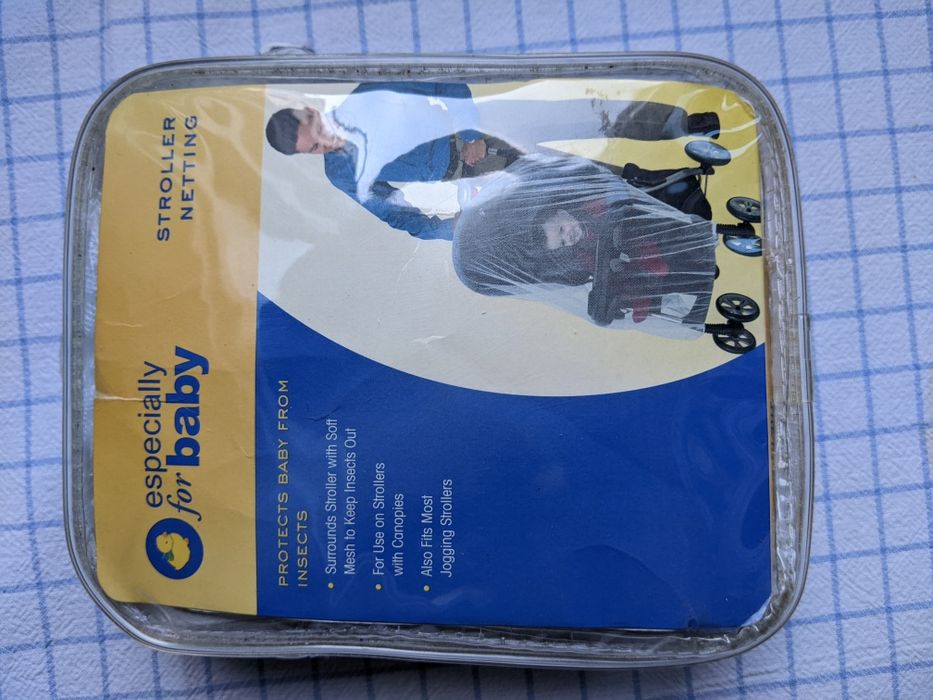 especially
for baby
STROLLER
NETTING
PROTECTS BABY FROM
INSECTS
• Surrounds Stroller with Soft
Mesh to Keep Insects Out
• For Use on Strollers
with Canopies
• Also Fits Most
Jogging Strollers